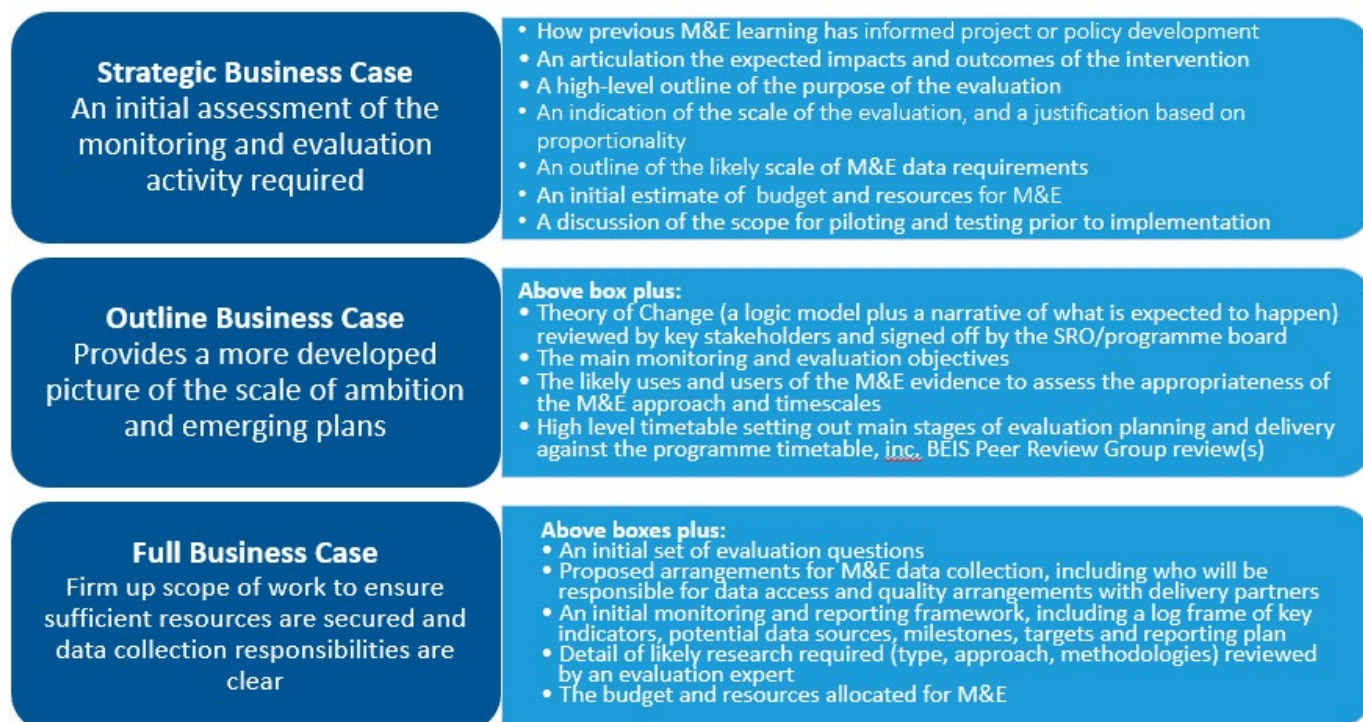 Strategic Business Case
An initial assessment of the
monitoring and evaluation
activity required
• How previous M&E learning has informed project or policy development
• An articulation the expected impacts and outcomes of the intervention
• A high-level outline of the purpose of the evaluation
• An indication of the scale of the evaluation, and a justification based on
proportionality
• An outline of the likely scale of M&E data requirements
• An initial estimate of budget and resources for M&E
• A discussion of the scope for piloting and testing prior to implementation
Outline Business Case
Provides a more developed
picture of the scale of ambition
and emerging plans
Above box plus:
• Theory of Change (a logic model plus a narrative of what is expected to happen)
reviewed by key stakeholders and signed off by the SRO/programme board
• The main monitoring and evaluation objectives
• The likely uses and users of the M&E evidence to assess the appropriateness of
the M&E approach and timescales
• High level timetable setting out main stages of evaluation planning and delivery
against the programme timetable, inc. BEIS Peer Review Group review(s)
Full Business Case
Firm up scope of work to ensure
sufficient resources are secured and
data collection responsibilities are
clear
Above boxes plus:
• An initial set of evaluation questions
• Proposed arrangements for M&E data collection, including who will be
responsible for data access and quality arrangements with delivery partners
• An initial monitoring and reporting framework, including a log frame of key
indicators, potential data sources, milestones, targets and reporting plan
• Detail of likely research required (type, approach, methodologies) reviewed
by an evaluation expert
• The budget and resources allocated for M&E